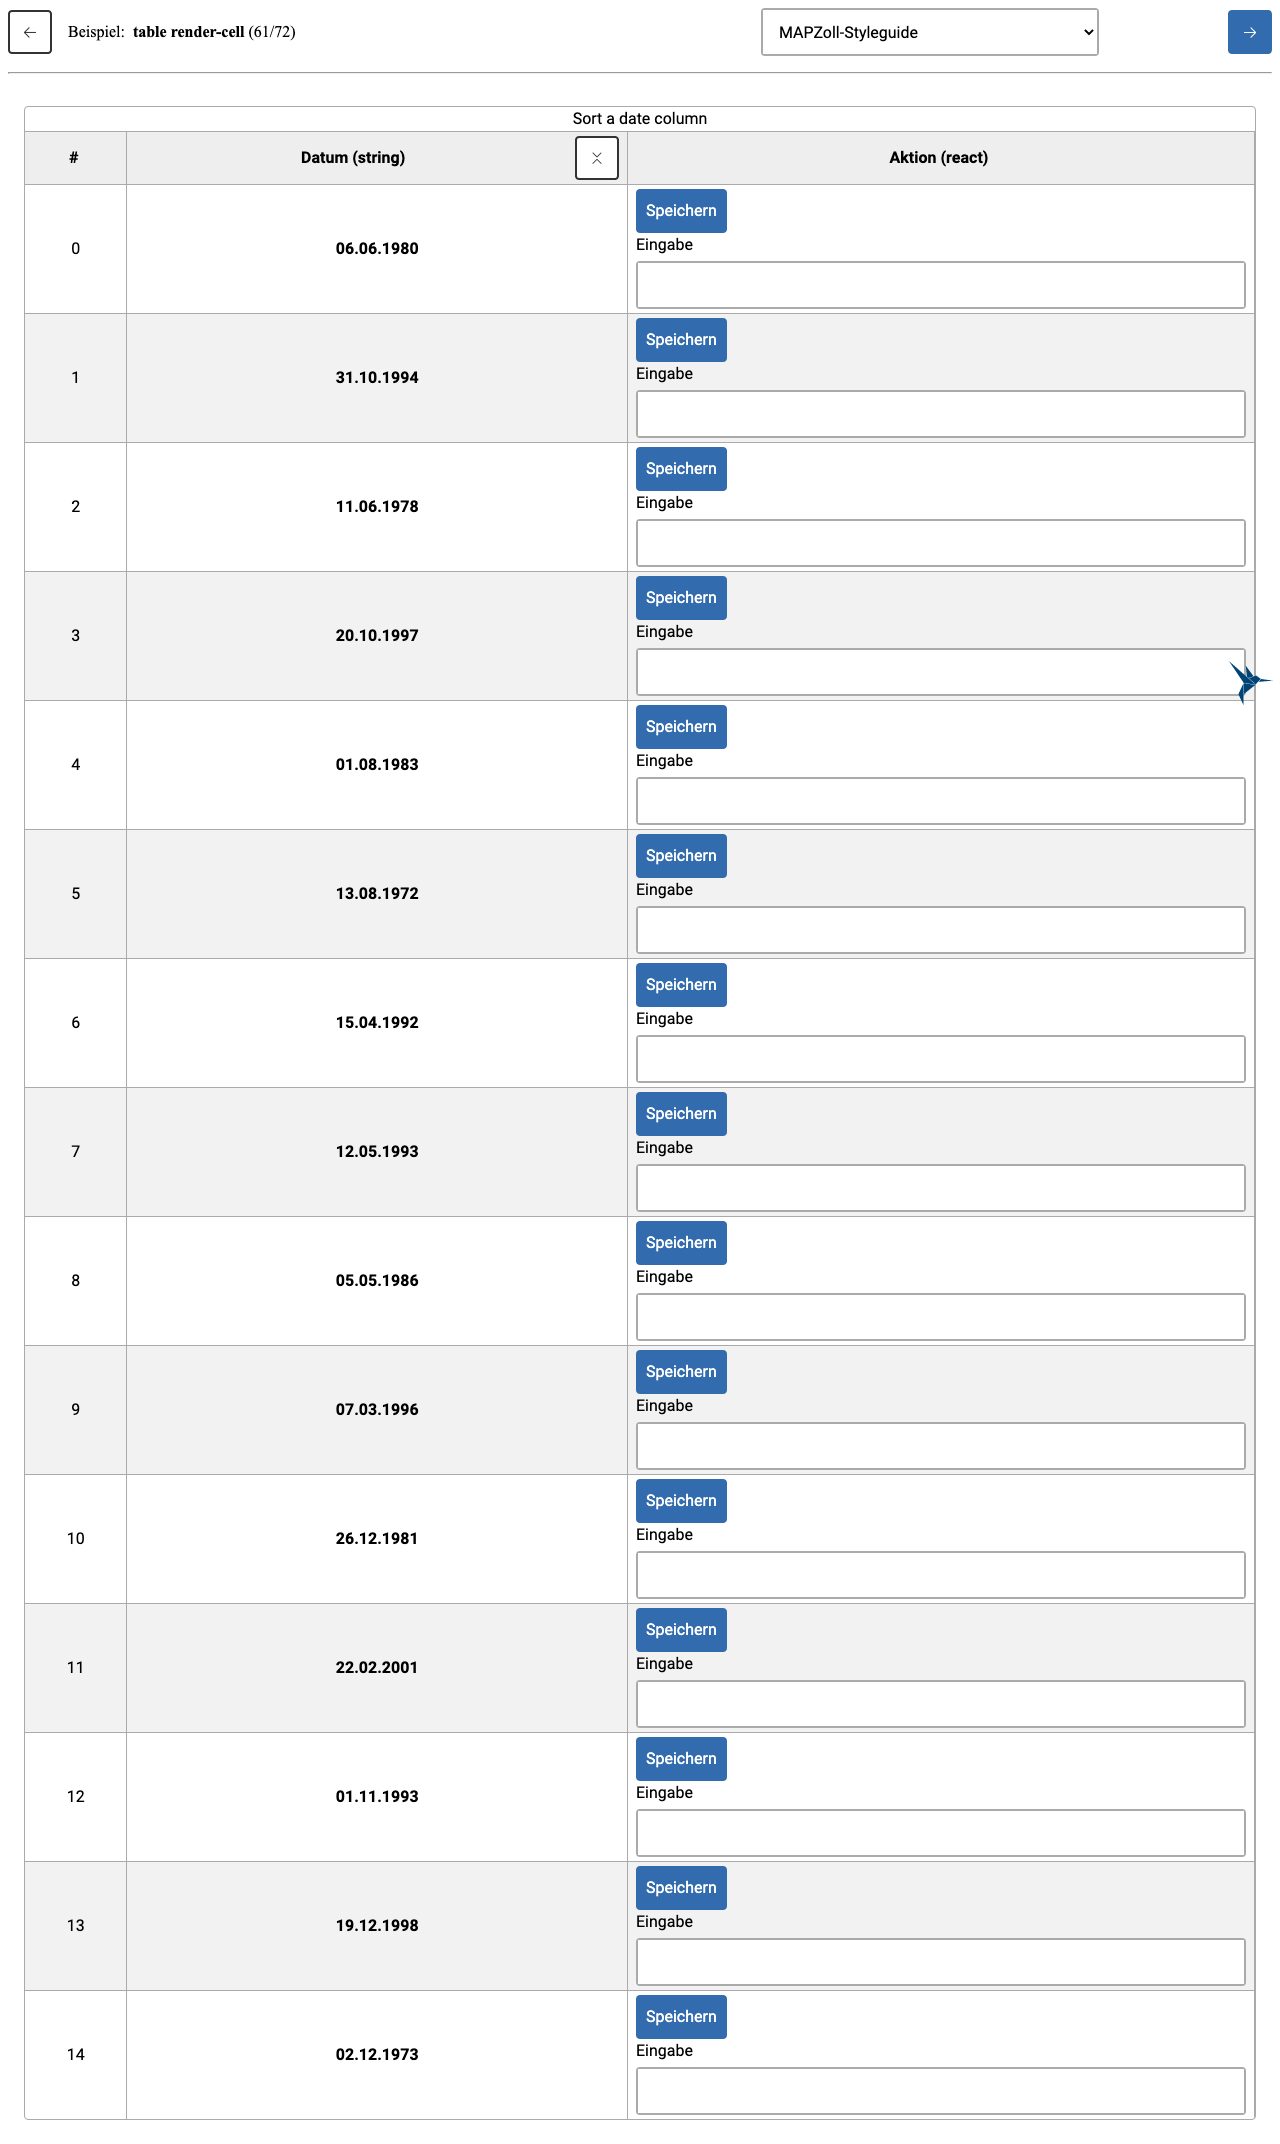 Beispiel: table render-cell (61/72) MAPZoll-Styleguide
Sort a date column
# Datum (string) Aktion (react)
Speichern
0 06.06.1980 Eingabe
Speichern
1 31.10.1994 Eingabe
Speichern
2 11.06.1978 Eingabe
Speichern
3 20.10.1997 Eingabe
Speichern
4 01.08.1983 Eingabe
Speichern
5 13.08.1972 Eingabe
Speichern
6 15.04.1992 Eingabe
Speichern
7 12.05.1993 Eingabe
Speichern
8 05.05.1986 Eingabe
Speichern
9 07.03.1996 Eingabe
Speichern
10 26.12.1981 Eingabe
Speichern
11 22.02.2001 Eingabe
Speichern
12 01.11.1993 Eingabe
Speichern
13 19.12.1998 Eingabe
Speichern
14 02.12.1973 Eingabe